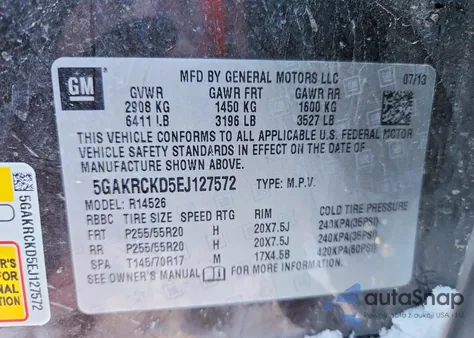 GM
MFD BY GENERAL MOTORS LLC 07/13
GVWR GAWR FRT GAWR RR
2908 KG 1450 KG 1600 KG
6411 LB 3196 LB 3527 LB
THIS VEHICLE CONFORMS TO ALL APPLICABLE U.S. FEDERAL MOTOR
VEHICLE SAFETY STANDARDS IN EFFECT ON THE DATE OF
MANUFACTURE SHOWN ABOVE.
5GAKRCKD5EJ127572 TYPE: M.P.V.
MODEL: R14526
RBBC TIRE SIZE SPEED RTG RIM
FRT P255/55R20 H 20X7.5J 240KPA(35PSI)
RR P255/55R20 H 20X7.5J 240KPA(35PSI)
SPA T145/70R17 M 17X4.5B 420KPA(60PSI)
SEE OWNER'S MANUAL FOR MORE INFORMATION.
5GAKRCKD5EJ127572
ER'S
FOR
IONAL
TION
autoSnap